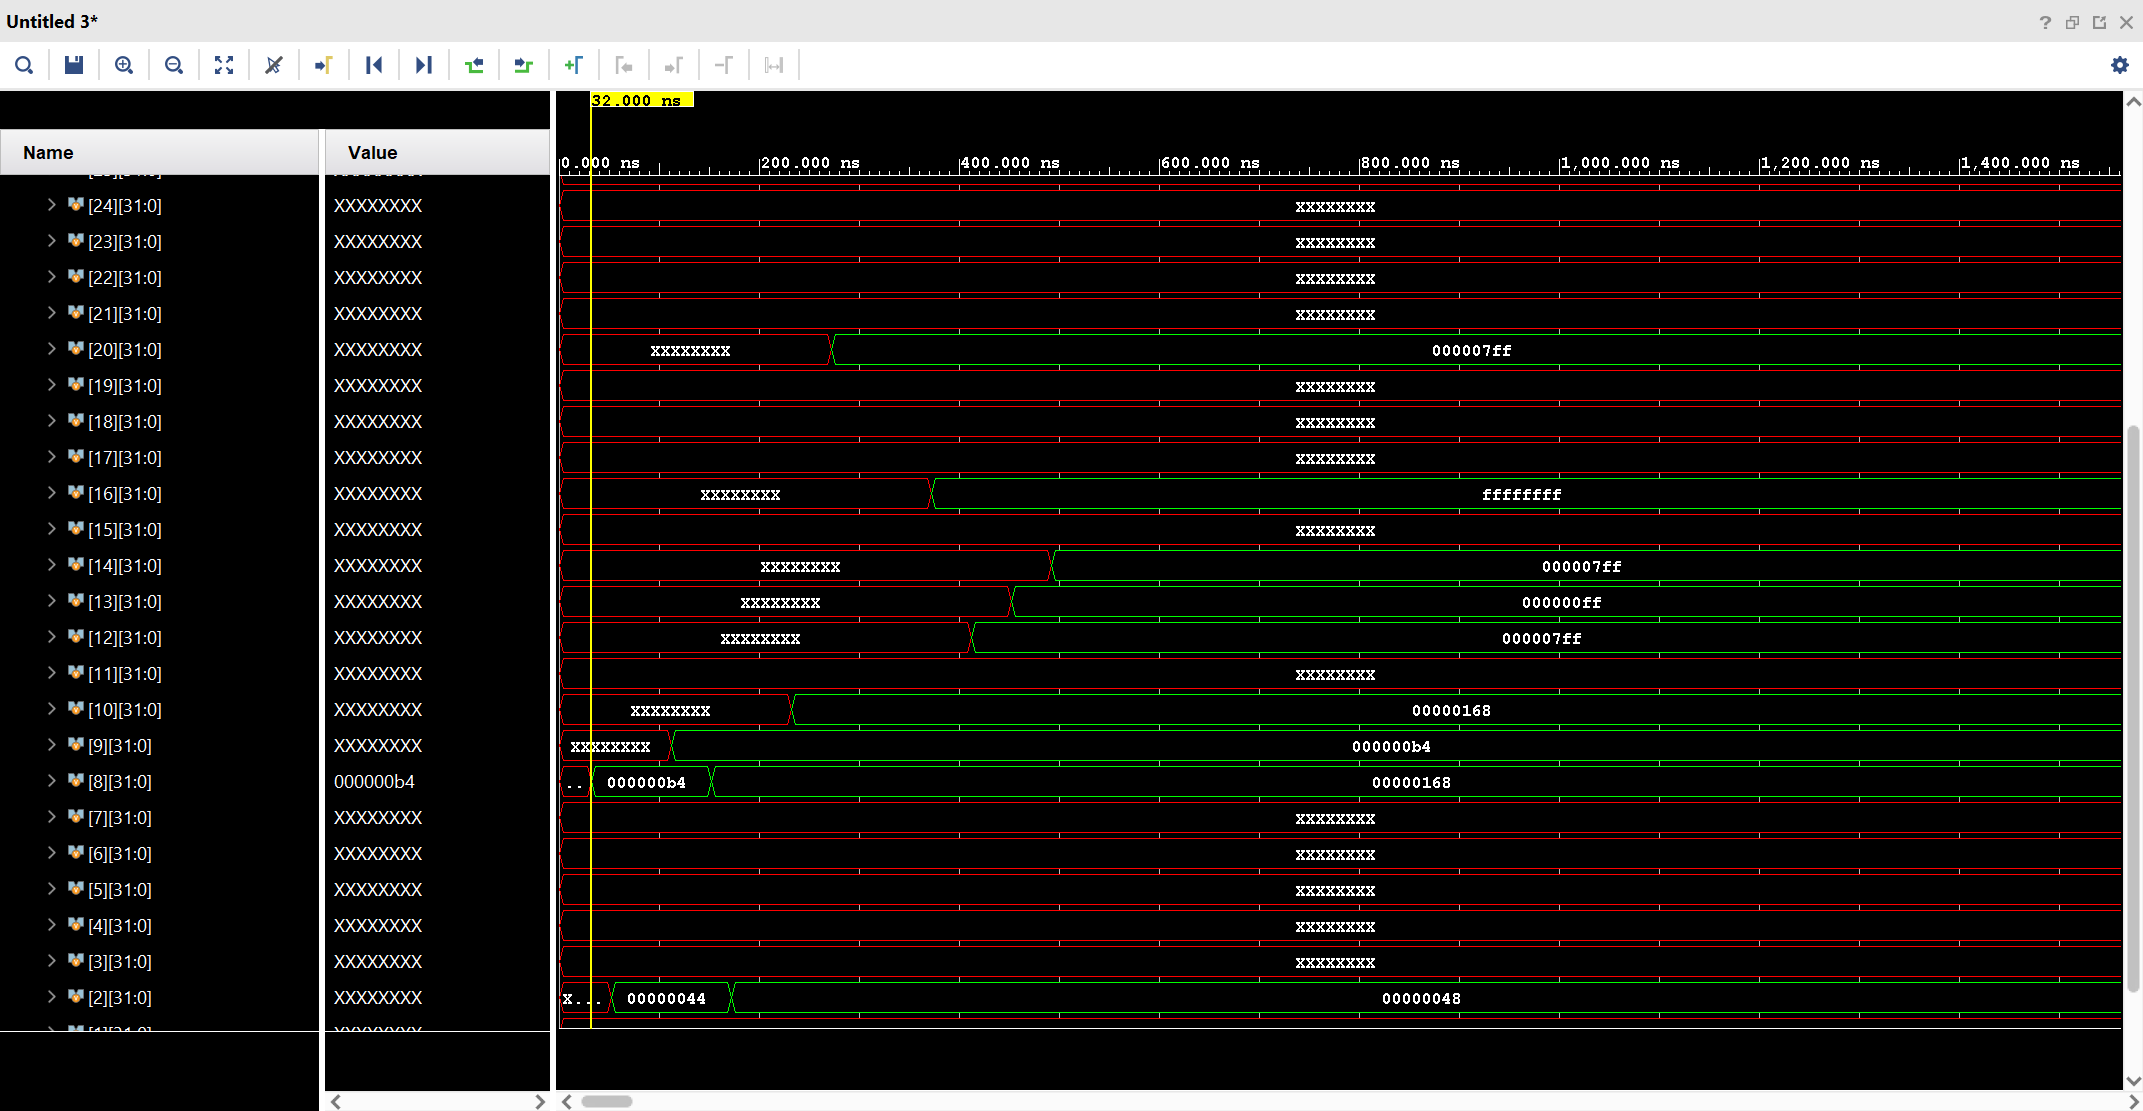 Untitled 3*
32.000 ns
Name Value
0.000 ns 200.000 ns 400.000 ns 600.000 ns 800.000 ns 1,000.000 ns 1,200.000 ns 1,400.000 ns
[24][31:0] XXXXXXXX XXXXXXXX
[23][31:0] XXXXXXXX XXXXXXXX
[22][31:0] XXXXXXXX XXXXXXXX
[21][31:0] XXXXXXXX XXXXXXXX
[20][31:0] XXXXXXXX XXXXXXXX 000007ff
[19][31:0] XXXXXXXX XXXXXXXX
[18][31:0] XXXXXXXX XXXXXXXX
[17][31:0] XXXXXXXX XXXXXXXX
[16][31:0] XXXXXXXX XXXXXXXX ffffffff
[15][31:0] XXXXXXXX XXXXXXXX
[14][31:0] XXXXXXXX XXXXXXXX 000007ff
[13][31:0] XXXXXXXX XXXXXXXX 000000ff
[12][31:0] XXXXXXXX XXXXXXXX 000007ff
[11][31:0] XXXXXXXX XXXXXXXX
[10][31:0] XXXXXXXX XXXXXXXX 00000168
[9][31:0] XXXXXXXX XXXXXXXX 000000b4
[8][31:0] 000000b4 .. 000000b4 00000168
[7][31:0] XXXXXXXX XXXXXXXX
[6][31:0] XXXXXXXX XXXXXXXX
[5][31:0] XXXXXXXX XXXXXXXX
[4][31:0] XXXXXXXX XXXXXXXX
[3][31:0] XXXXXXXX XXXXXXXX
[2][31:0] XXXXXXXX X... 00000044 00000048